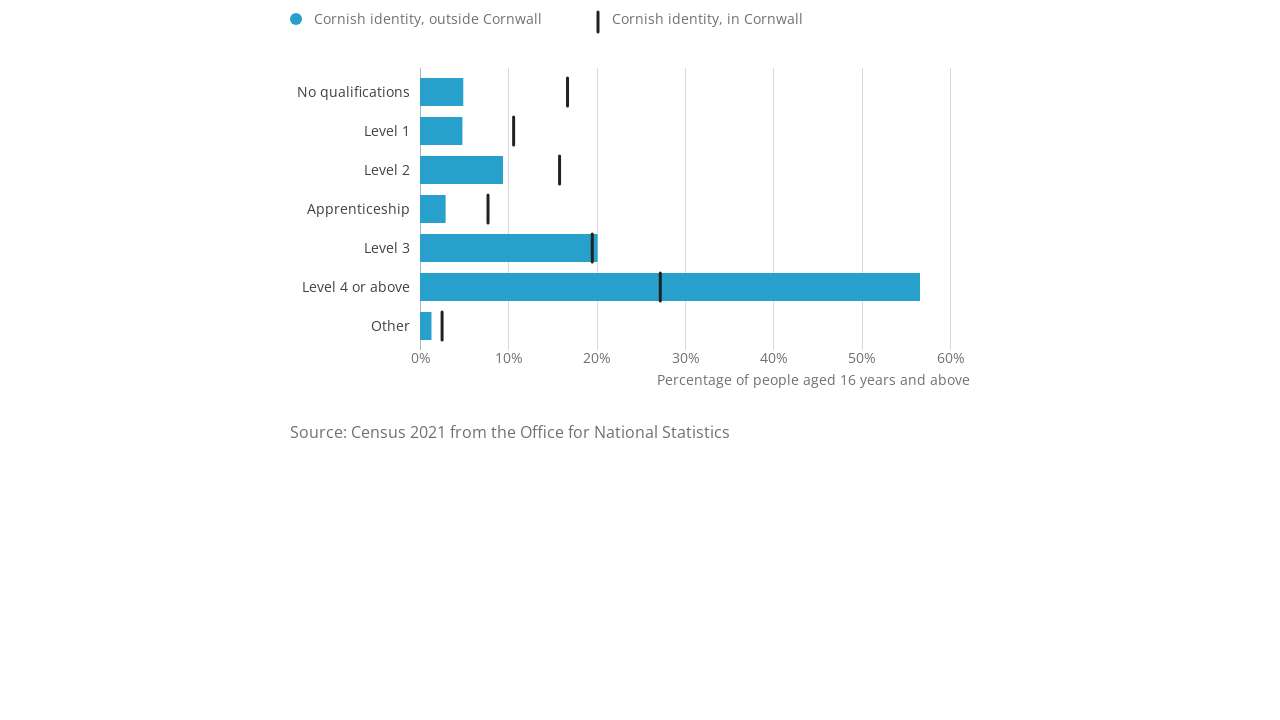 Cornish identity, outside Cornwall
Cornish identity, in Cornwall
No qualifications
Level 1
Level 2
Apprenticeship
Level 3
Level 4 or above
Other
0% 10% 20% 30% 40% 50% 60%
Percentage of people aged 16 years and above
Source: Census 2021 from the Office for National Statistics